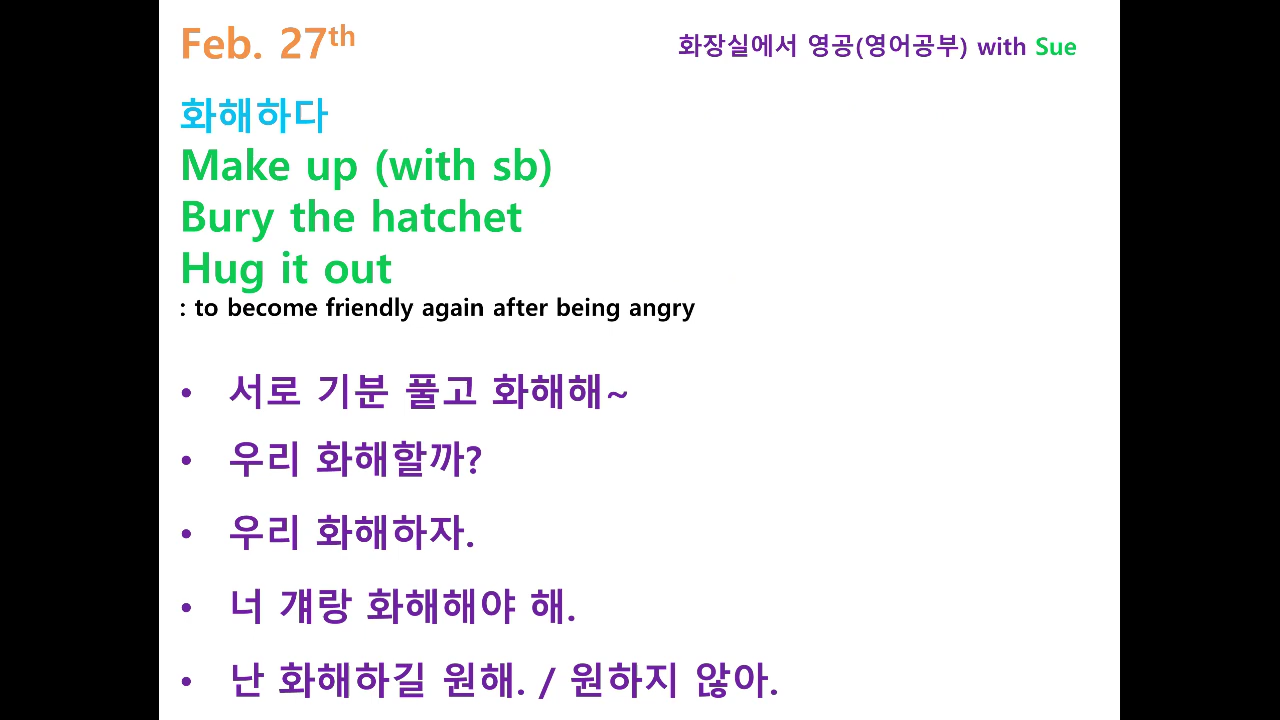 Feb. 27th
화장실에서 영공(영어공부) with Sue
화해하다
Make up (with sb)
Bury the hatchet
Hug it out
: to become friendly again after being angry
• 서로 기분 풀고 화해해~
• 우리 화해할까?
• 우리 화해하자.
• 너 걔랑 화해해야 해.
• 난 화해하길 원해. / 원하지 않아.